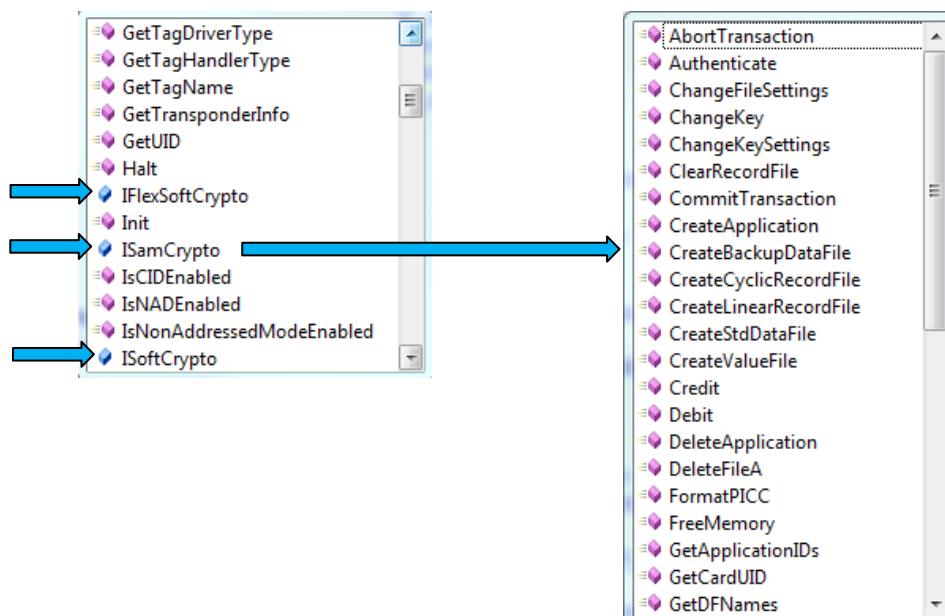 GetTagDriverType
GetTagHandlerType
GetTagName
GetTransponderInfo
GetUID
Halt
IFlexSoftCrypto
Init
ISamCrypto
IsCIDEnabled
IsNADEnabled
IsNonAddressedModeEnabled
ISoftCrypto
AbortTransaction
Authenticate
ChangeFileSettings
ChangeKey
ChangeKeySettings
ClearRecordFile
CommitTransaction
CreateApplication
CreateBackupDataFile
CreateCyclicRecordFile
CreateLinearRecordFile
CreateStdDataFile
CreateValueFile
Credit
Debit
DeleteApplication
DeleteFileA
FormatPICC
FreeMemory
GetApplicationIDs
GetCardUID
GetDFNames